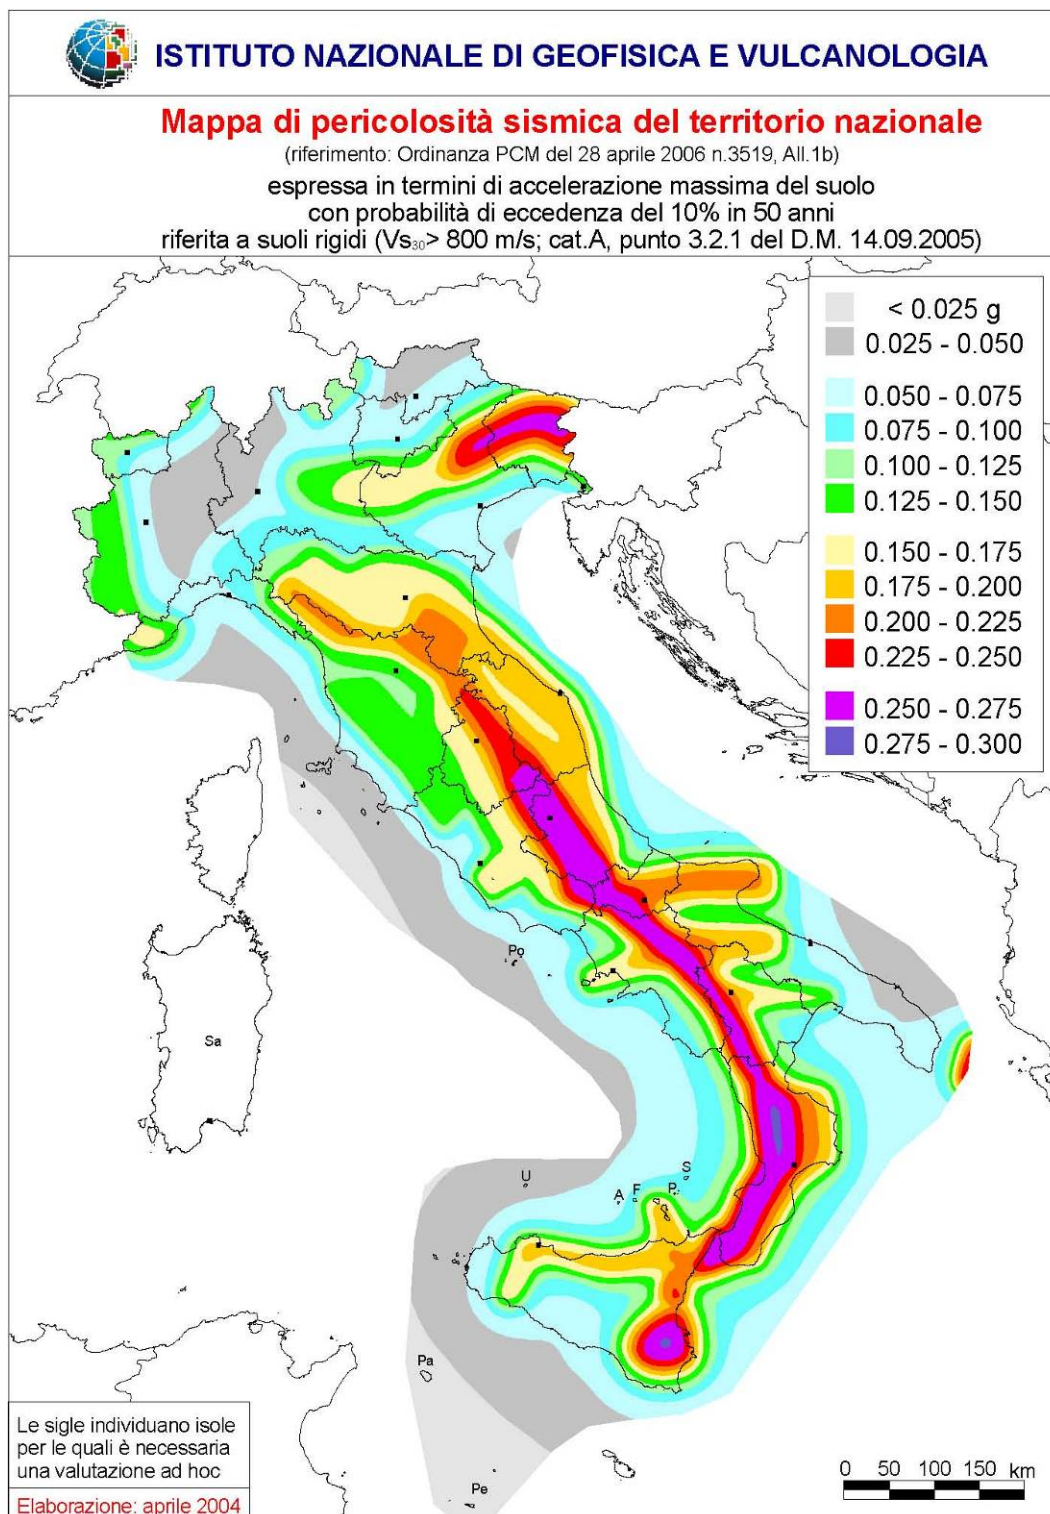 ISTITUTO NAZIONALE DI GEOFISICA E VULCANOLOGIA
Mappa di pericolosità sismica del territorio nazionale
(riferimento: Ordinanza PCM del 28 aprile 2006 n.3519, All.1b)
espressa in termini di accelerazione massima del suolo
con probabilità di eccedenza del 10% in 50 anni
riferita a suoli rigidi (Vs₃₀> 800 m/s; cat.A, punto 3.2.1 del D.M. 14.09.2005)
< 0.025 g
0.025 - 0.050
0.050 - 0.075
0.075 - 0.100
0.100 - 0.125
0.125 - 0.150
0.150 - 0.175
0.175 - 0.200
0.200 - 0.225
0.225 - 0.250
0.250 - 0.275
0.275 - 0.300
Po
Sa
U
A
F
P
S
Pa
Pe
Le sigle individuano isole
per le quali è necessaria
una valutazione ad hoc
Elaborazione: aprile 2004
0 50 100 150 km